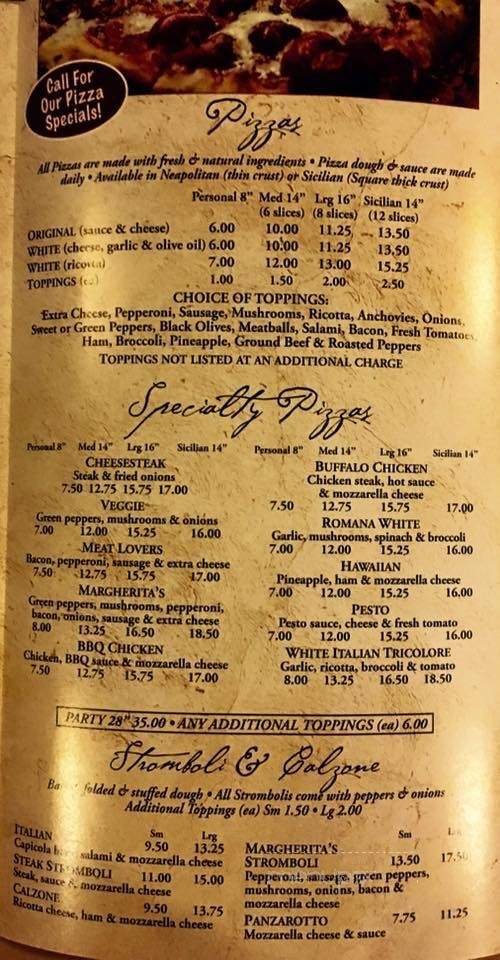 Call For
Our Pizza
Specials!
Pizzas
All Pizzas are made with fresh & natural ingredients • Pizza dough & sauce are made
daily • Available in Neapolitan (thin crust) or Sicilian (Square thick crust)
Personal 8" Med 14" Lrg 16" Sicilian 14"
(6 slices) (8 slices) (12 slices)
ORIGINAL (sauce & cheese) 6.00 10.00 11.25 13.50
WHITE (cheese, garlic & olive oil) 6.00 10.00 11.25 13.50
WHITE (ricotta) 7.00 12.00 13.00 15.25
TOPPINGS (ea) 1.00 1.50 2.00 2.50
CHOICE OF TOPPINGS:
Extra Cheese, Pepperoni, Sausage, Mushrooms, Ricotta, Anchovies, Onions,
Sweet or Green Peppers, Black Olives, Meatballs, Salami, Bacon, Fresh Tomatoes,
Ham, Broccoli, Pineapple, Ground Beef & Roasted Peppers
TOPPINGS NOT LISTED AT AN ADDITIONAL CHARGE
Specialty Pizzas
Personal 8" Med 14" Lrg 16" Sicilian 14"
CHEESESTEAK
Steak & fried onions
7.50 12.75 15.75 17.00
VEGGIE
Green peppers, mushrooms & onions
7.00 12.00 15.25 16.00
MEAT LOVERS
Bacon, pepperoni, sausage & extra cheese
7.50 12.75 15.75 17.00
MARGHERITA'S
Green peppers, mushrooms, pepperoni,
bacon, onions, sausage & extra cheese
8.00 13.25 16.50 18.50
BBQ CHICKEN
Chicken, BBQ sauce & mozzarella cheese
7.50 12.75 15.75 17.00
Personal 8" Med 14" Lrg 16" Sicilian 14"
BUFFALO CHICKEN
Chicken steak, hot sauce
& mozzarella cheese
7.50 12.75 15.75 17.00
ROMANA WHITE
Garlic, mushrooms, spinach & broccoli
7.00 12.00 15.25 16.00
HAWAIIAN
Pineapple, ham & mozzarella cheese
7.00 12.00 15.25 16.00
PESTO
Pesto sauce, cheese & fresh tomato
7.00 12.00 15.25 16.00
WHITE ITALIAN TRICOLORE
Garlic, ricotta, broccoli & tomato
8.00 13.25 16.50 18.50
PARTY 28" 35.00 • ANY ADDITIONAL TOPPINGS (ea) 6.00
Stromboli & Calzone
folded & stuffed dough • All Strombolis come with peppers & onions
Additional Toppings (ea) Sm 1.50 • Lg 2.00
Sm Lrg
ITALIAN 9.50 13.25
Capicola ham, salami & mozzarella cheese
STEAK STROMBOLI 11.00 15.00
Steak, sauce & mozzarella cheese
CALZONE 9.50 13.75
Ricotta cheese, ham & mozzarella cheese
Sm
MARGHERITA'S
STROMBOLI 13.50 17.50
Pepperoni, sausage, green peppers,
mushrooms, onions, bacon &
mozzarella cheese
PANZAROTTO 7.75 11.25
Mozzarella cheese & sauce